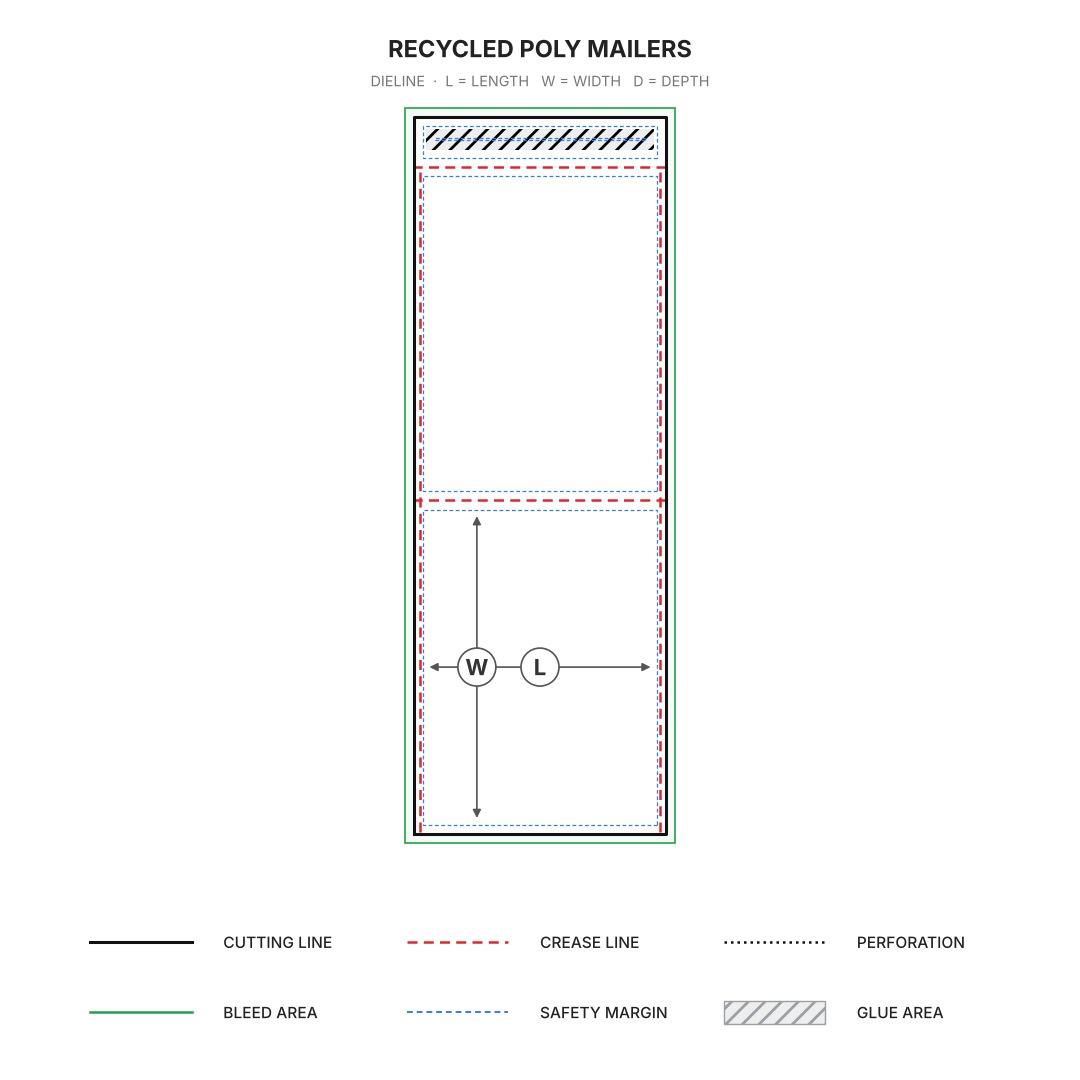 RECYCLED POLY MAILERS
DIELINE · L = LENGTH W = WIDTH D = DEPTH
W L
CUTTING LINE CREASE LINE PERFORATION
BLEED AREA SAFETY MARGIN GLUE AREA